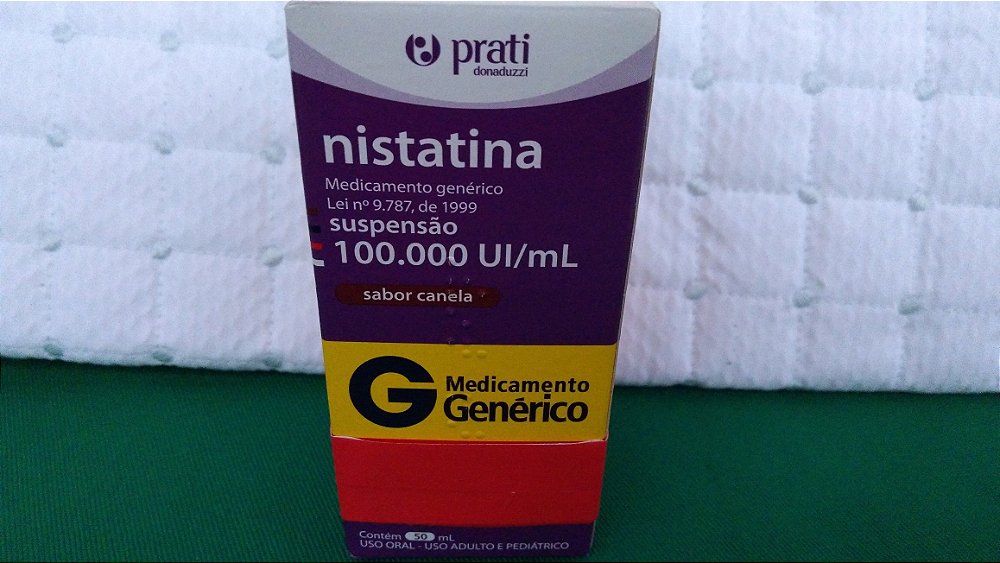 prati
donaduzzi
nistatina
Medicamento genérico
Lei nº 9.787, de 1999
suspensão
100.000 UI/mL
sabor canela
G Medicamento
Genérico
Contém 50 mL
USO ORAL - USO ADULTO E PEDIÁTRICO